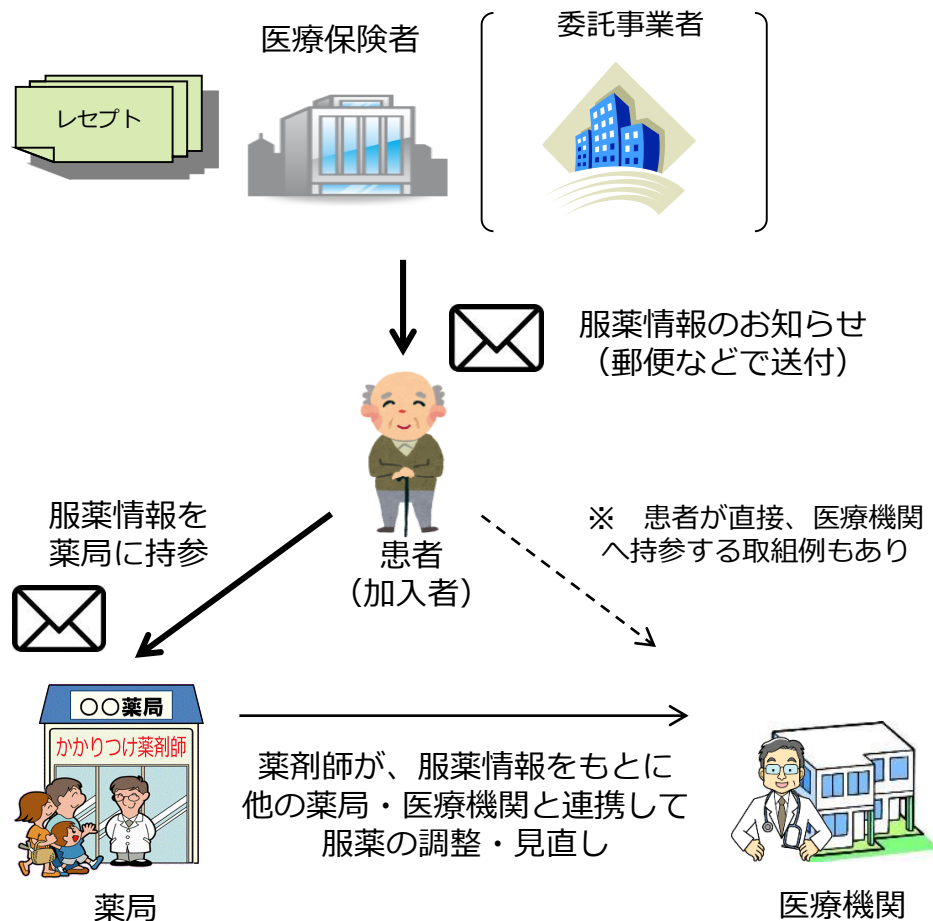 医療保険者
委託事業者
レセプト
服薬情報のお知らせ
(郵便などで送付)
服薬情報を
薬局に持参
※ 患者が直接、医療機関
へ持参する取組例もあり
患者
(加入者)
〇〇薬局
かかりつけ薬剤師
薬剤師が、服薬情報をもとに
他の薬局・医療機関と連携して
服薬の調整・見直し
薬局
医療機関